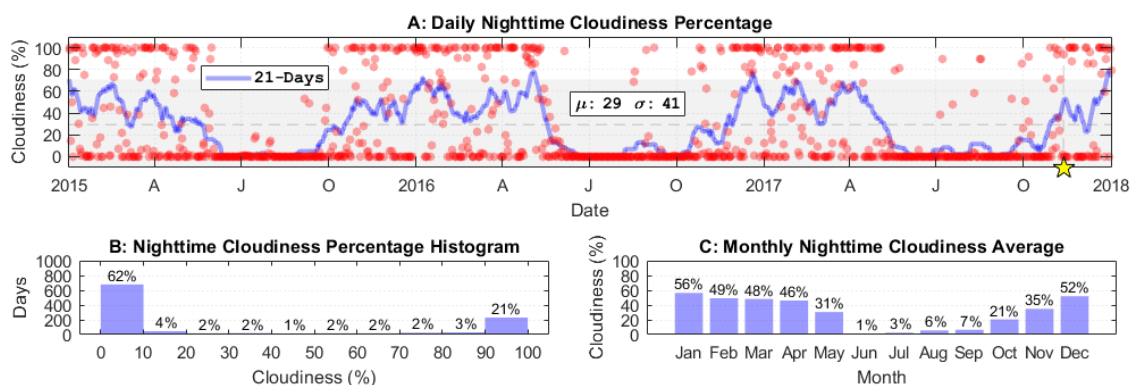 A: Daily Nighttime Cloudiness Percentage
Cloudiness (%)
100
80
60
40
20
0
21-Days
μ: 29 σ: 41
2015 A J O 2016 A J O 2017 A J O 2018
Date
B: Nighttime Cloudiness Percentage Histogram
Days
1000
800
600
400
200
0
62% 4% 2% 2% 1% 2% 2% 2% 3% 21%
0 10 20 30 40 50 60 70 80 90 100
Cloudiness (%)
C: Monthly Nighttime Cloudiness Average
Cloudiness (%)
100
80
60
40
20
0
56% 49% 48% 46% 31% 1% 3% 6% 7% 21% 35% 52%
Jan Feb Mar Apr May Jun Jul Aug Sep Oct Nov Dec
Month